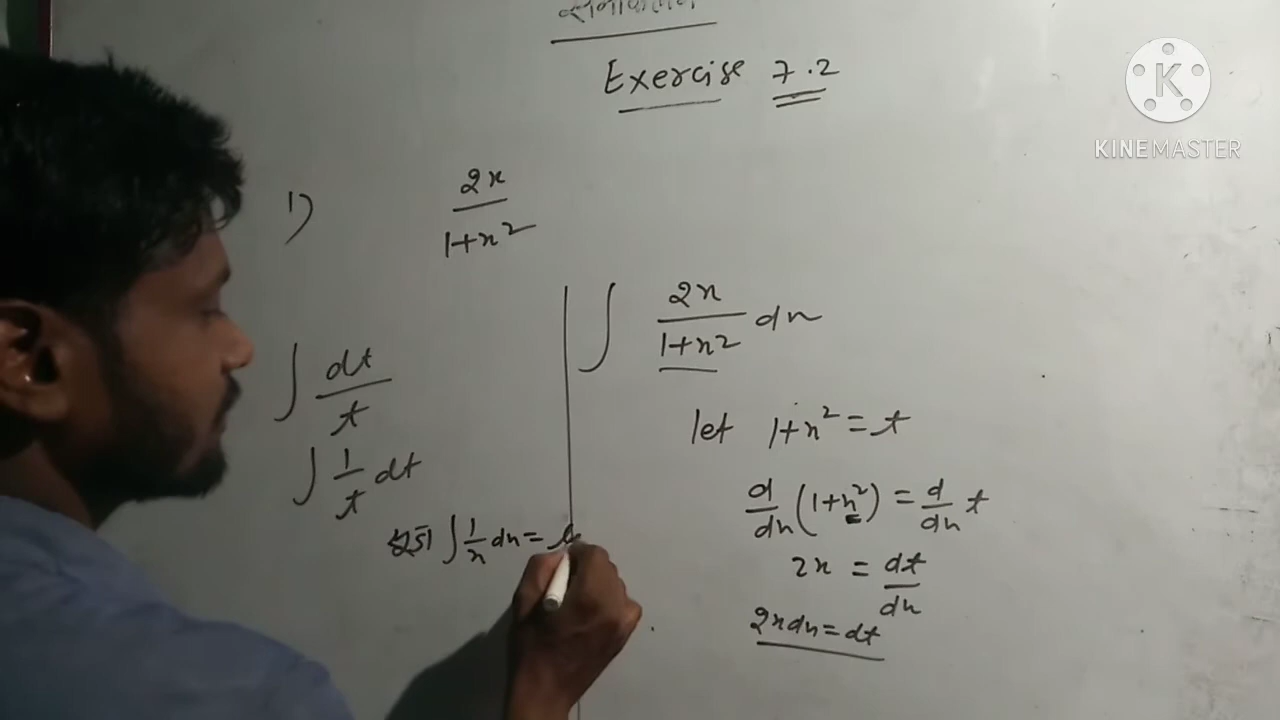 Exercise 7.2
K
KINEMASTER
1) 2x/1+x²
∫ 2x/1+x² dx
let 1+x² = t
d/dx (1+x²) = d/dx t
2x = dt/dx
2xdx = dt
∫ dt/t
∫ 1/t dt
सूत्र ∫ 1/x dx =